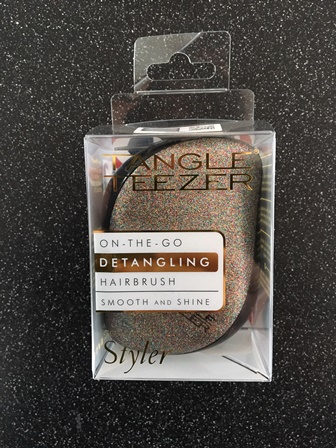 TANGLE
TEEZER
ON-THE-GO
DETANGLING
HAIRBRUSH
SMOOTH AND SHINE
Styler